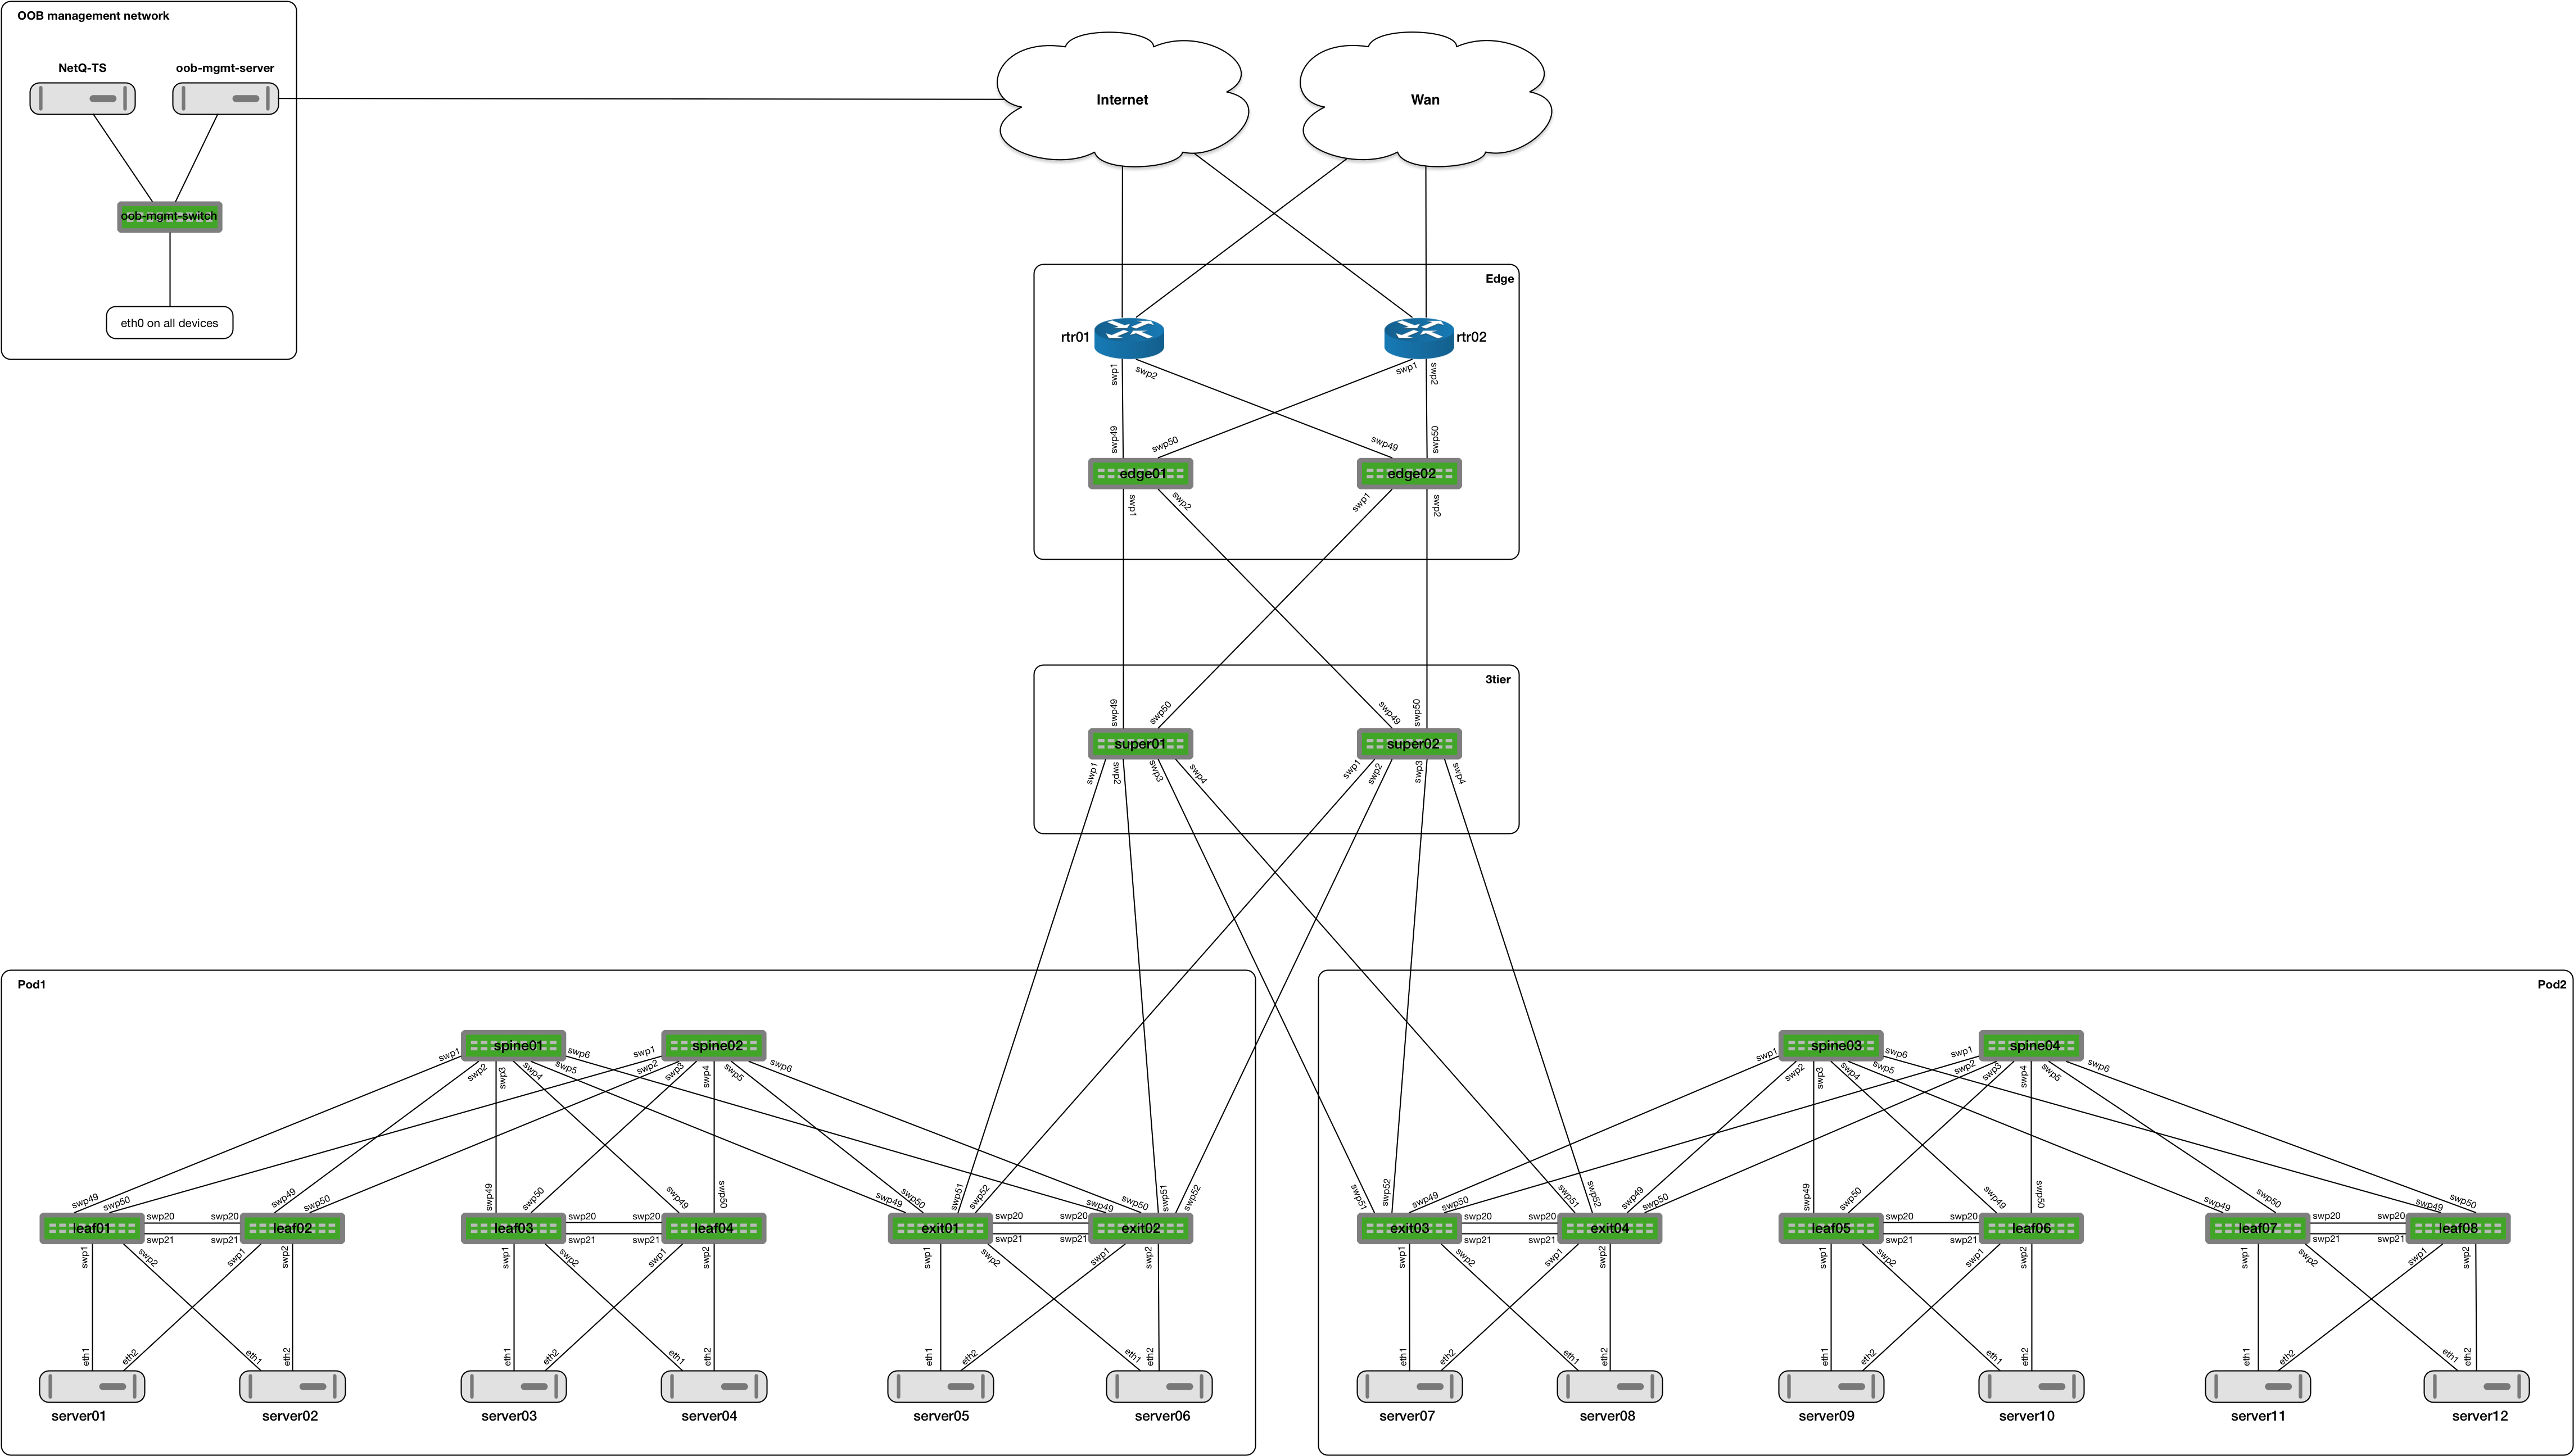 OOB management network
NetQ-TS
oob-mgmt-server
oob-mgmt-switch
eth0 on all devices
Internet
Wan
Edge
rtr01
rtr02
swp1
swp2
swp1
swp2
swp49
swp50
swp49
swp50
edge01
edge02
swp1
swp2
swp1
swp2
3tier
swp49
swp50
swp49
swp50
super01
super02
swp1
swp2
swp3
swp4
swp1
swp2
swp3
swp4
Pod1
spine01
spine02
swp1
swp2
swp3
swp4
swp5
swp6
swp1
swp2
swp3
swp4
swp5
swp6
swp49
swp50
swp49
swp50
swp49
swp50
swp49
swp50
swp49
swp50
swp51
swp52
swp49
swp50
swp51
swp52
leaf01
swp20
swp20
swp21
swp21
leaf02
leaf03
swp20
swp20
swp21
swp21
leaf04
exit01
swp20
swp20
swp21
swp21
exit02
swp1
swp2
swp1
swp2
swp1
swp2
swp1
swp2
swp1
swp2
swp1
swp2
eth1
eth2
eth1
eth2
eth1
eth2
eth1
eth2
eth1
eth2
eth1
eth2
server01
server02
server03
server04
server05
server06
Pod2
spine03
spine04
swp1
swp2
swp3
swp4
swp5
swp6
swp1
swp2
swp3
swp4
swp5
swp6
swp51
swp52
swp49
swp50
swp51
swp52
swp49
swp50
swp49
swp50
swp49
swp50
swp49
swp50
swp49
swp50
exit03
swp20
swp20
swp21
swp21
exit04
leaf05
swp20
swp20
swp21
swp21
leaf06
leaf07
swp20
swp20
swp21
swp21
leaf08
swp1
swp2
swp1
swp2
swp1
swp2
swp1
swp2
swp1
swp2
swp1
swp2
eth1
eth2
eth1
eth2
eth1
eth2
eth1
eth2
eth1
eth2
eth1
eth2
server07
server08
server09
server10
server11
server12